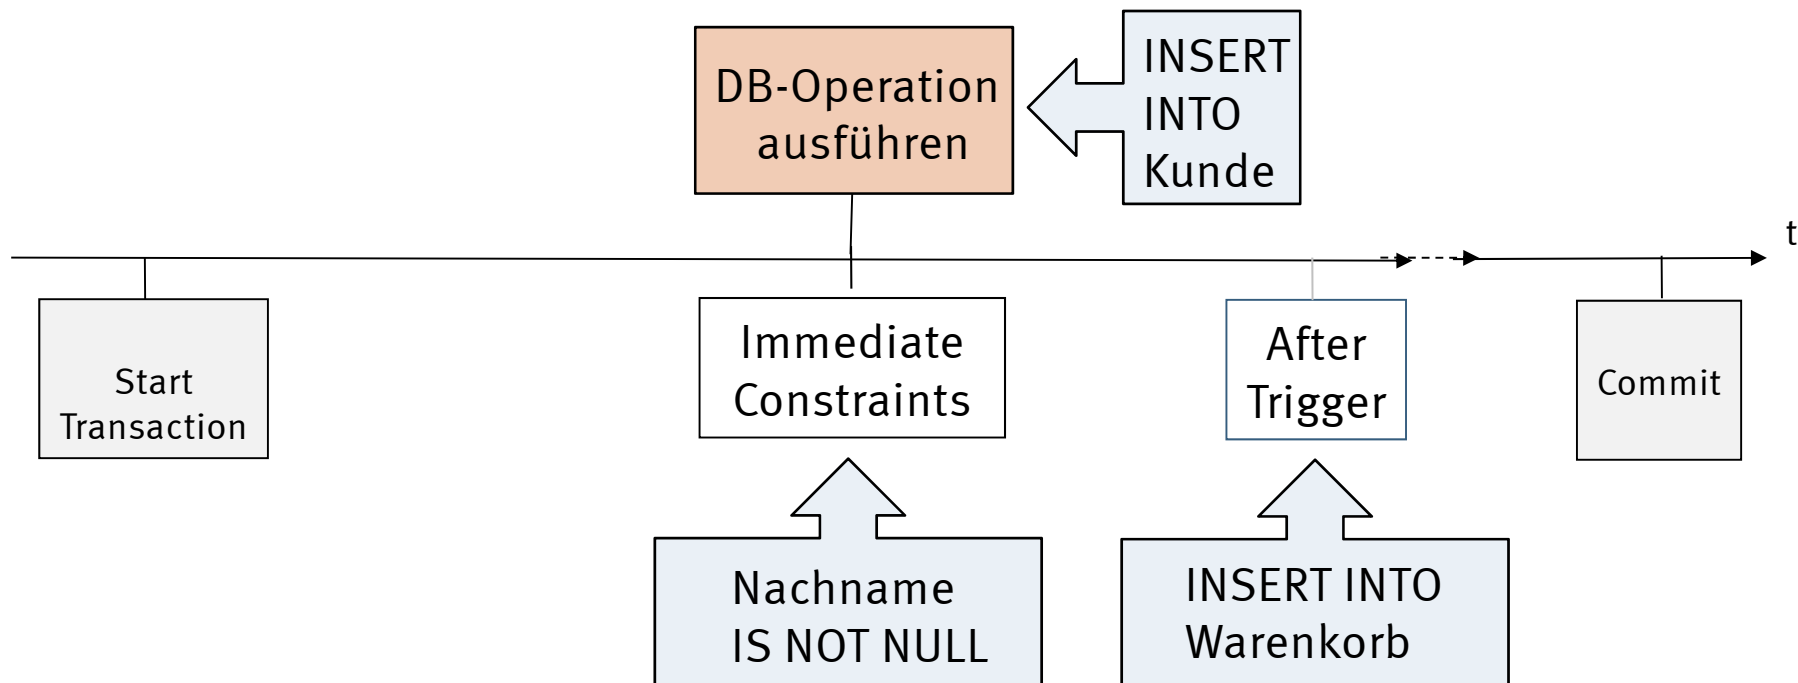 DB-Operation
ausführen
INSERT
INTO
Kunde
t
Start
Transaction
Immediate
Constraints
After
Trigger
Commit
Nachname
IS NOT NULL
INSERT INTO
Warenkorb